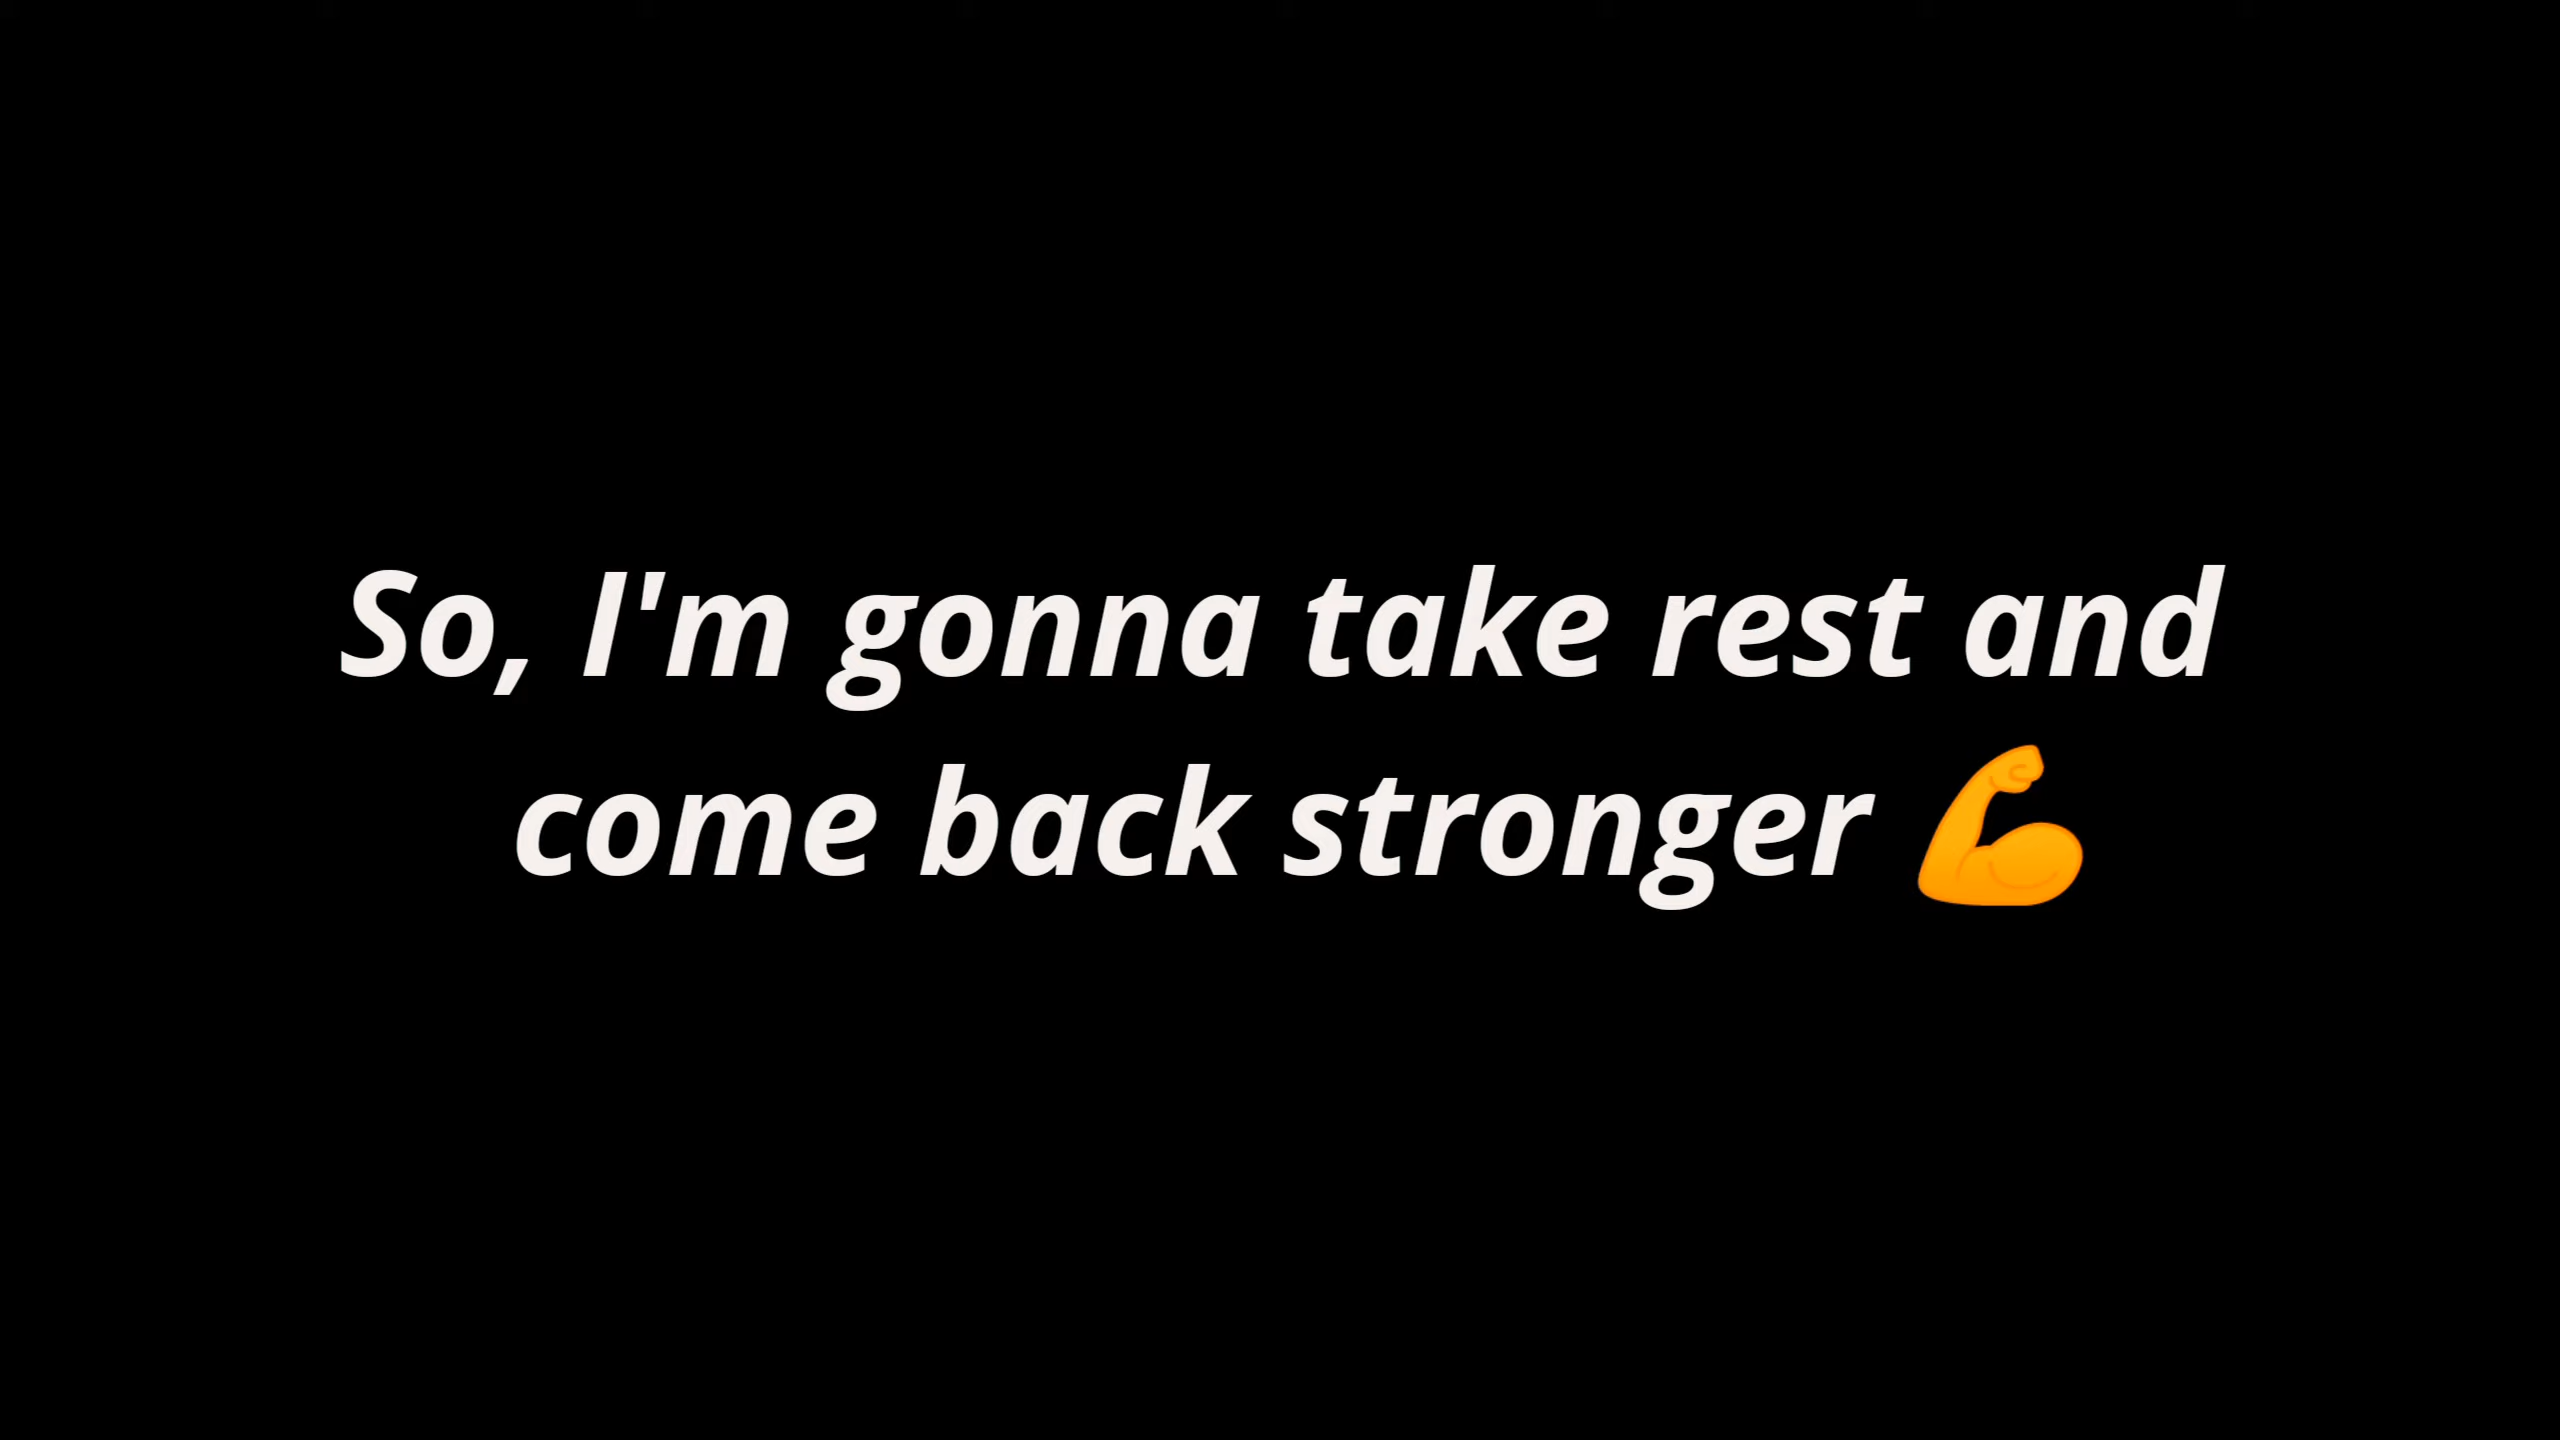 So, I'm gonna take rest and
come back stronger 💪